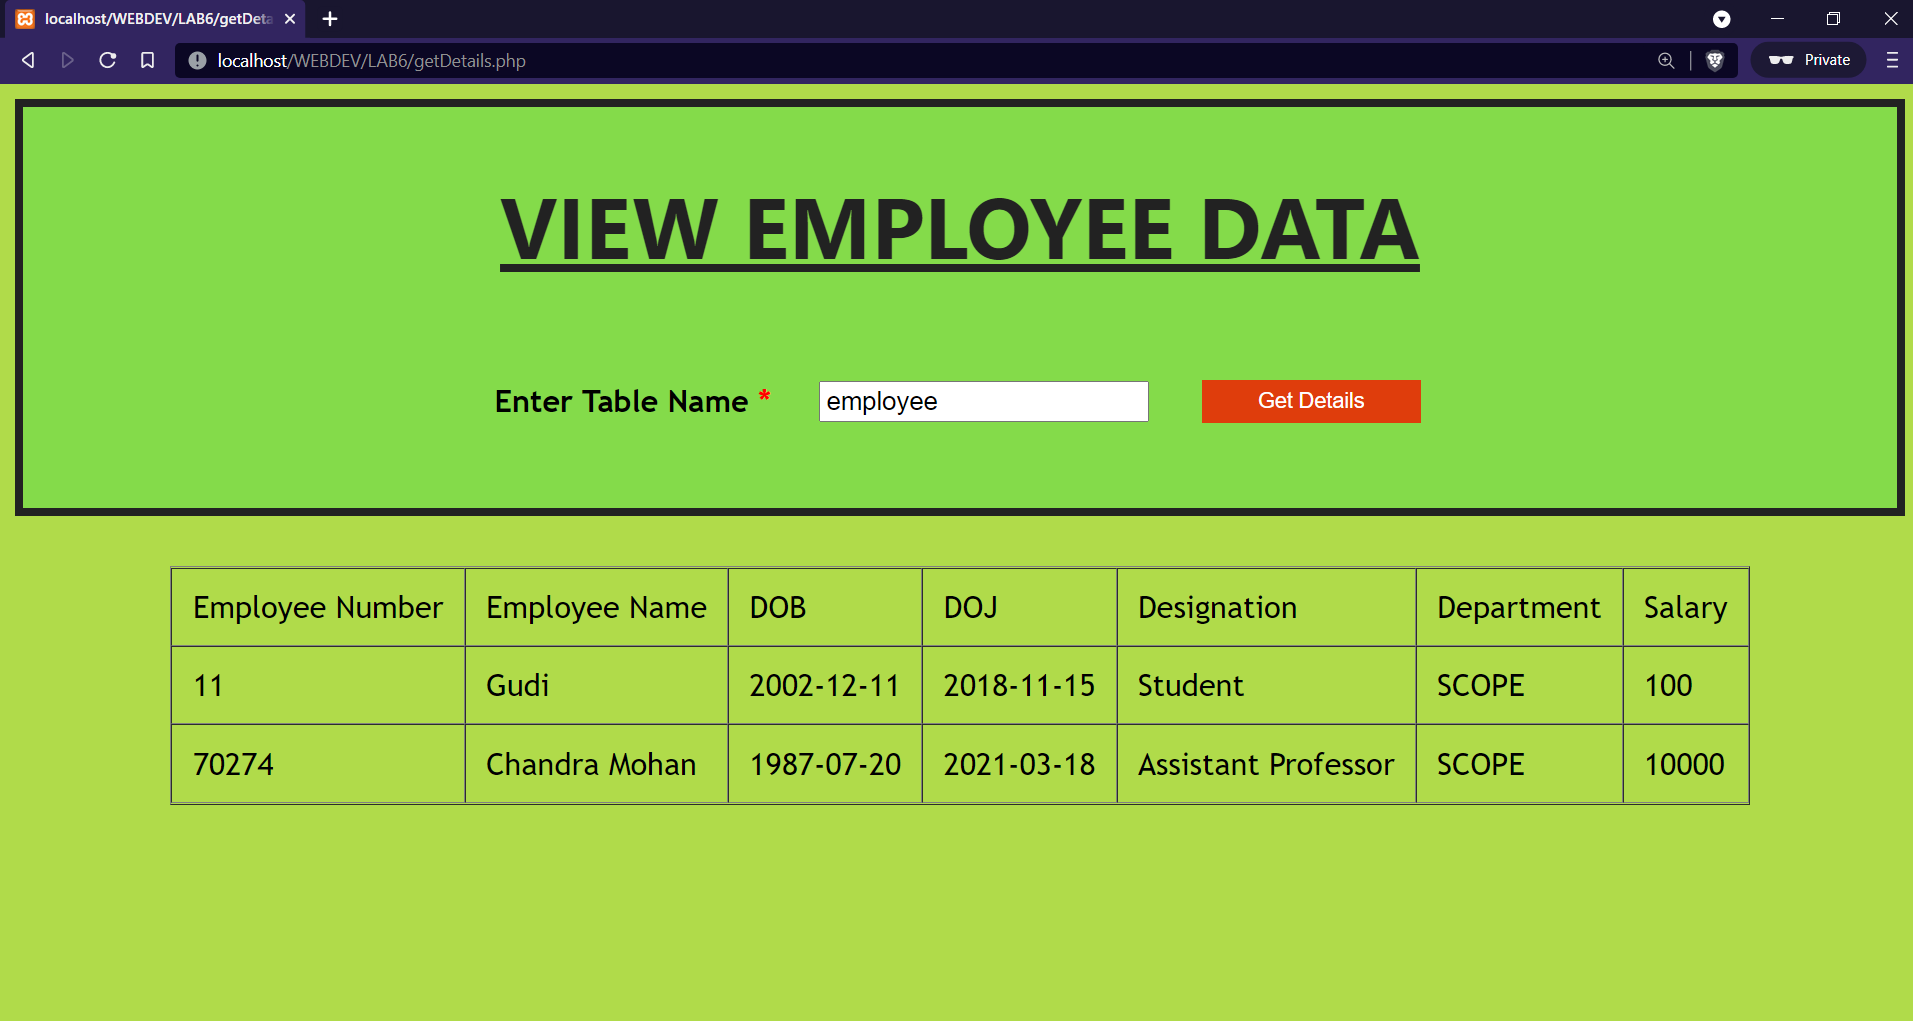 localhost/WEBDEV/LAB6/getDeta
localhost/WEBDEV/LAB6/getDetails.php
Private
VIEW EMPLOYEE DATA
Enter Table Name * employee Get Details
Employee Number Employee Name DOB DOJ Designation Department Salary
11 Gudi 2002-12-11 2018-11-15 Student SCOPE 100
70274 Chandra Mohan 1987-07-20 2021-03-18 Assistant Professor SCOPE 10000